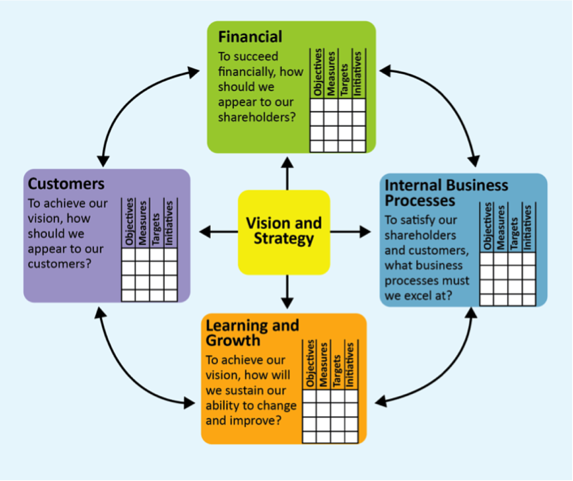 Financial
To succeed
financially, how
should we
appear to our
shareholders?
Objectives
Measures
Targets
Initiatives
Customers
To achieve our
vision, how
should we
appear to our
customers?
Objectives
Measures
Targets
Initiatives
Vision and
Strategy
Internal Business
Processes
To satisfy our
shareholders
and customers,
what business
processes must
we excel at?
Objectives
Measures
Targets
Initiatives
Learning and
Growth
To achieve our
vision, how will
we sustain our
ability to change
and improve?
Objectives
Measures
Targets
Initiatives